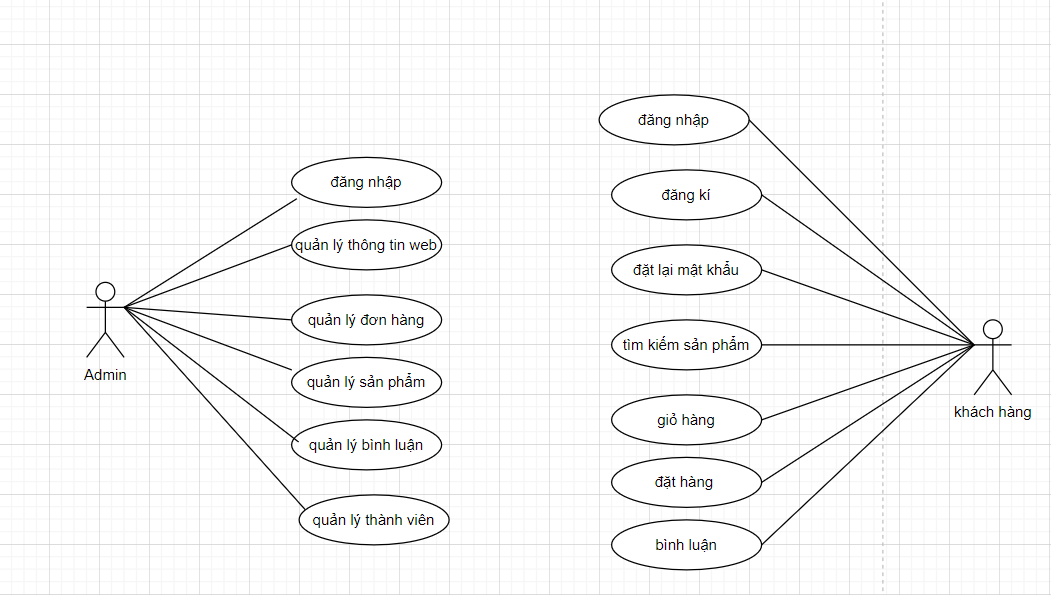 đăng nhập
quản lý thông tin web
quản lý đơn hàng
quản lý sản phẩm
quản lý bình luận
quản lý thành viên
Admin
đăng nhập
đăng kí
đặt lại mật khẩu
tìm kiếm sản phẩm
giỏ hàng
đặt hàng
bình luận
khách hàng